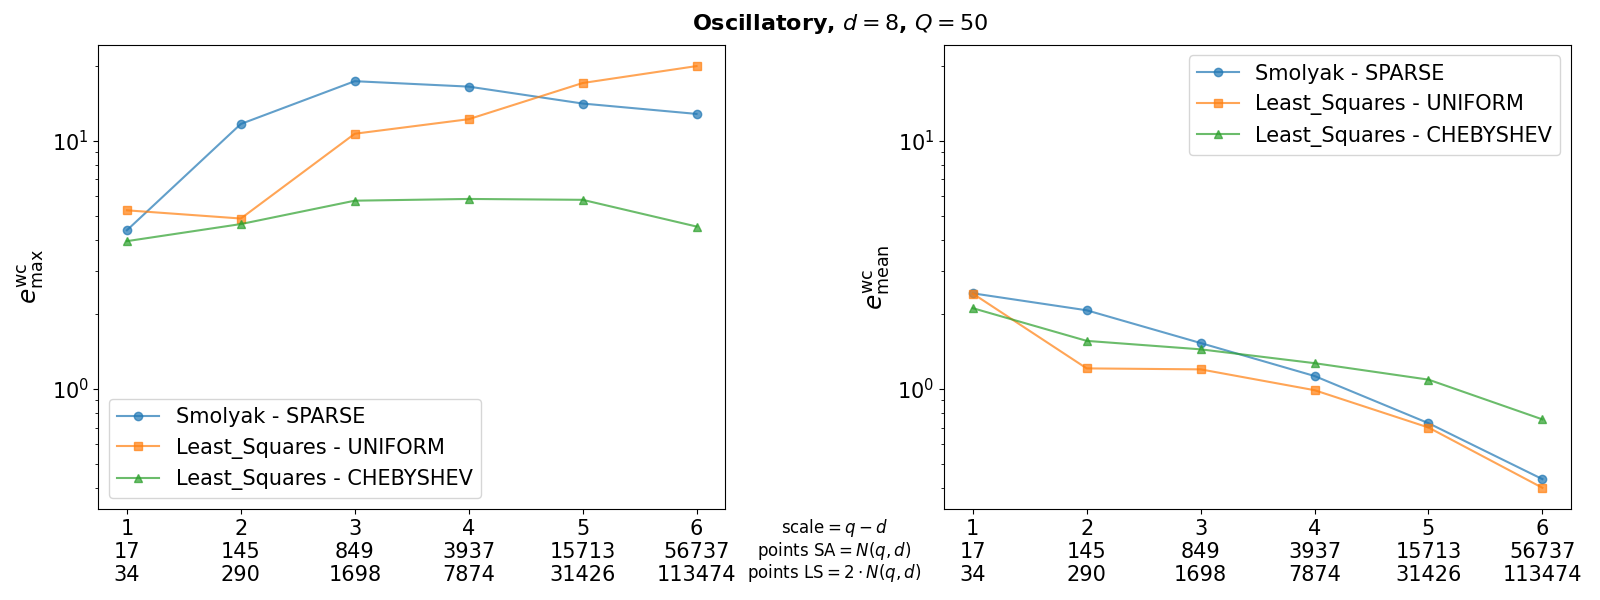 Oscillatory, d = 8, Q = 50
10¹
10⁰
e^wc_max
Smolyak - SPARSE
Least_Squares - UNIFORM
Least_Squares - CHEBYSHEV
1 2 3 4 5 6
17 145 849 3937 15713 56737
34 290 1698 7874 31426 113474
scale = q − d
points SA = N(q, d)
points LS = 2 · N(q, d)
10¹
10⁰
e^wc_mean
Smolyak - SPARSE
Least_Squares - UNIFORM
Least_Squares - CHEBYSHEV
1 2 3 4 5 6
17 145 849 3937 15713 56737
34 290 1698 7874 31426 113474